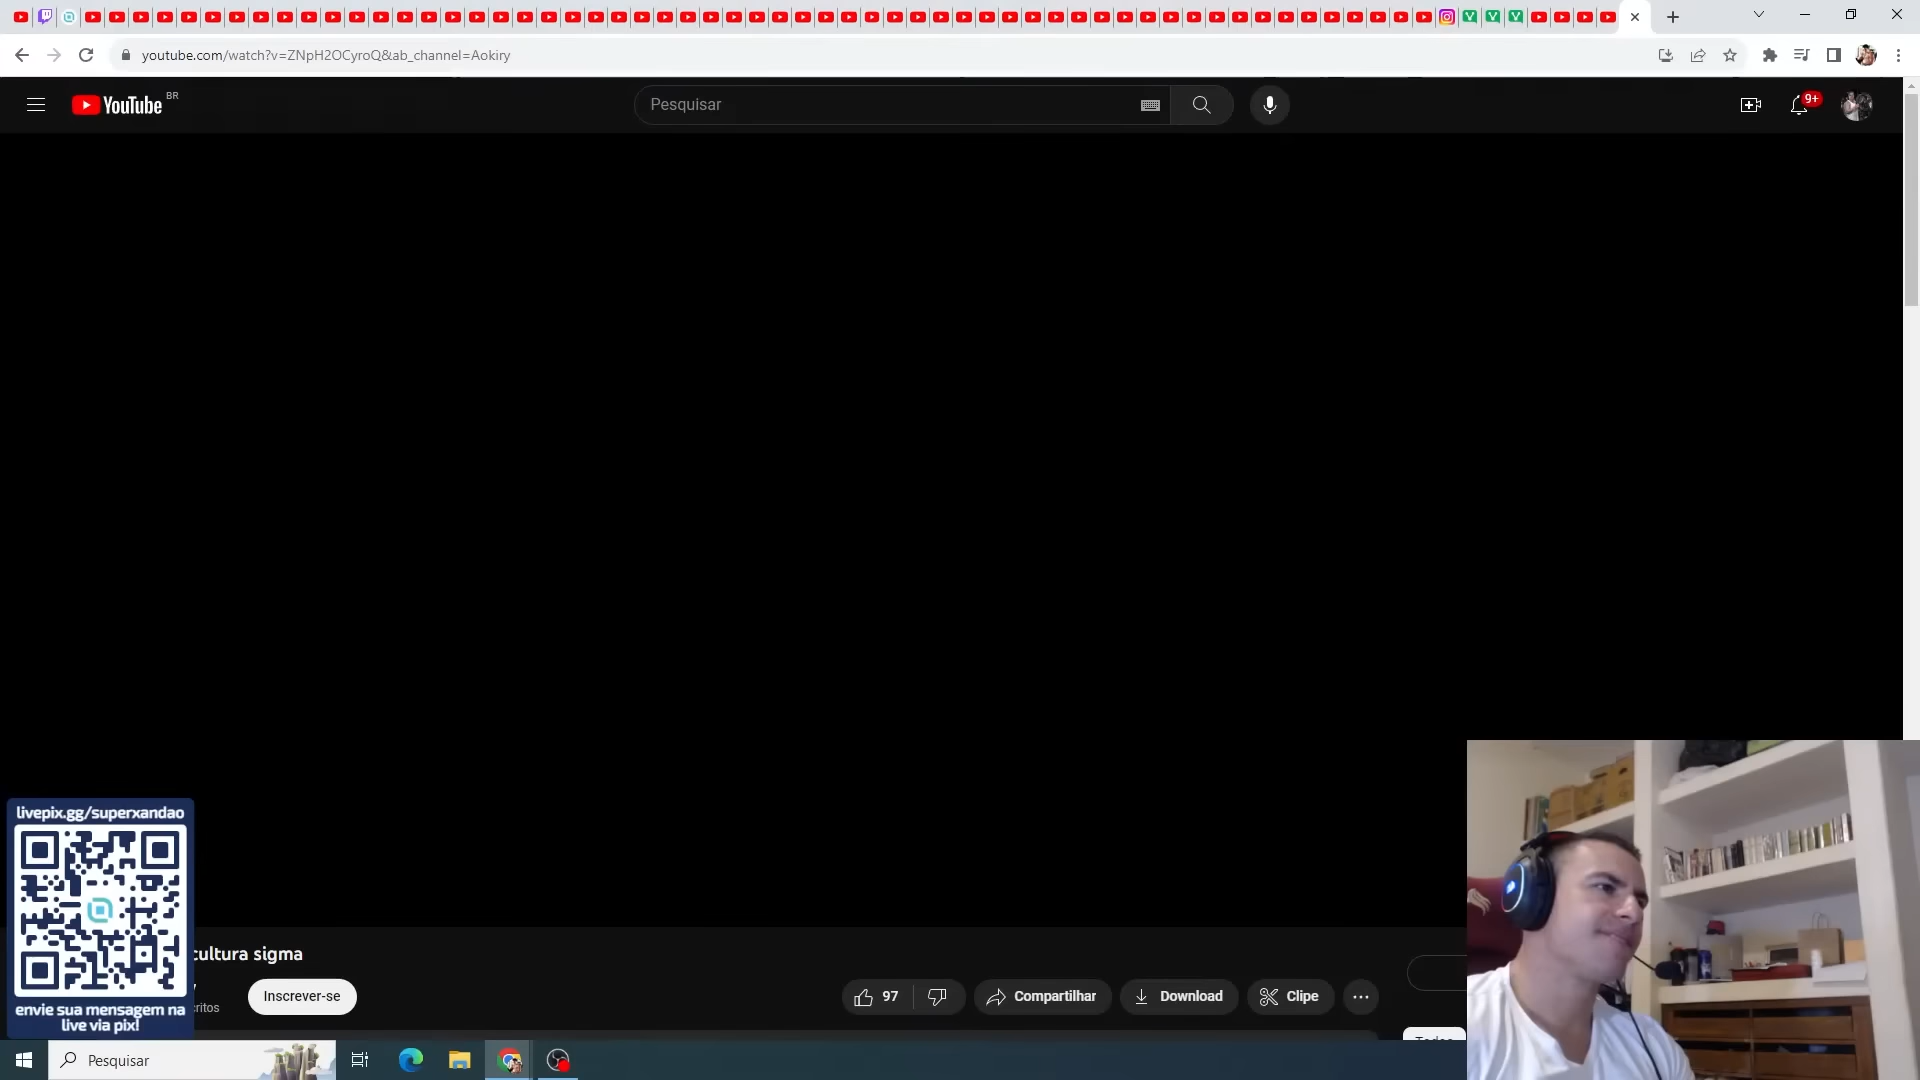 youtube.com/watch?v=ZNpH2OCyroQ&ab_channel=Aokiry
YouTube BR
Pesquisar
9+
livepix.gg/superxandao
envie sua mensagem na
live via pix!
cultura sigma
critos
Inscrever-se
97
Compartilhar
Download
Clipe
Pesquisar